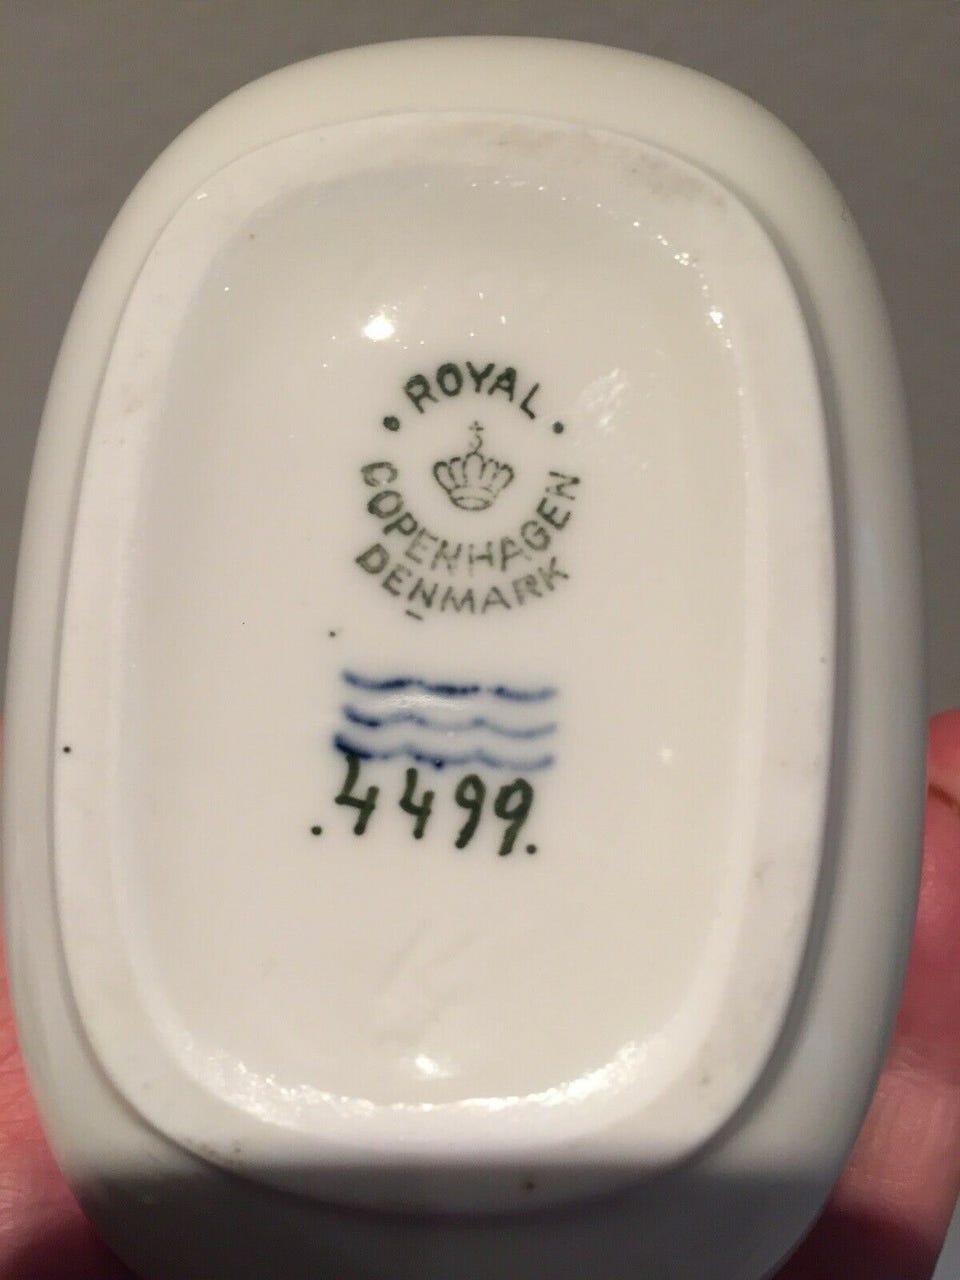 • ROYAL •
COPENHAGEN
DENMARK
.4499.